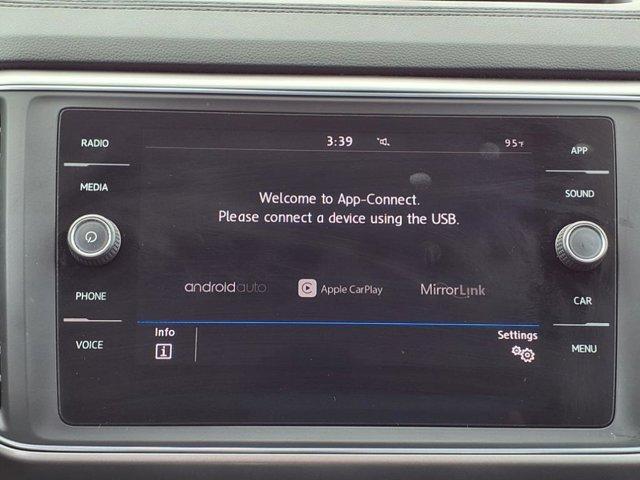 RADIO
3:39
95°F
APP
MEDIA
SOUND
Welcome to App-Connect.
Please connect a device using the USB.
androidauto
Apple CarPlay
MirrorLink
PHONE
CAR
Info
Settings
VOICE
MENU